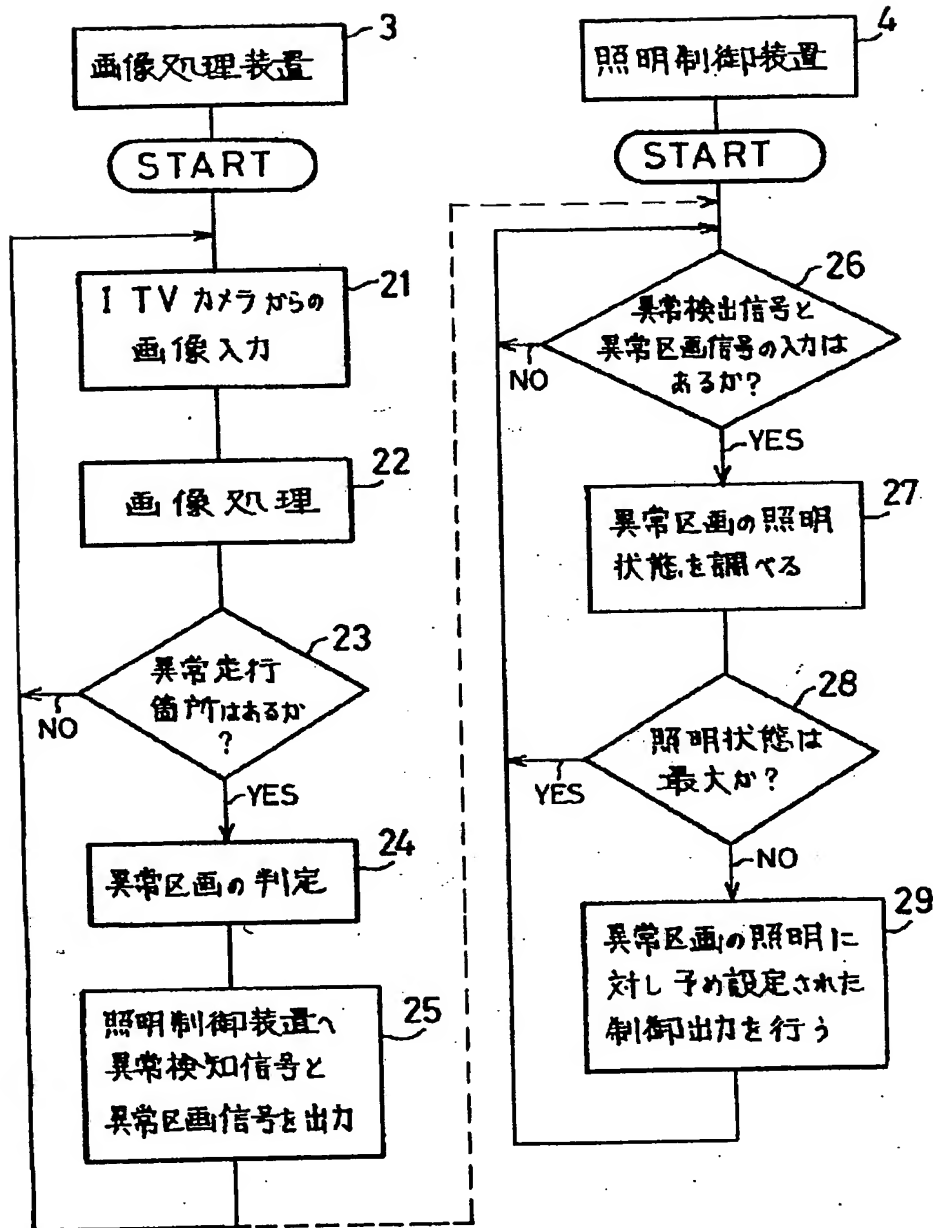 3
画像処理装置
START
21
ITVカメラからの
画像入力
22
画像処理
23
異常走行
箇所はあるか
?
NO
YES
24
異常区画の判定
25
照明制御装置へ
異常検知信号と
異常区画信号を出力
4
照明制御装置
START
26
異常検出信号と
異常区画信号の入力は
あるか?
NO
YES
27
異常区画の照明
状態を調べる
28
照明状態は
最大か?
YES
NO
29
異常区画の照明に
対し予め設定された
制御出力を行う